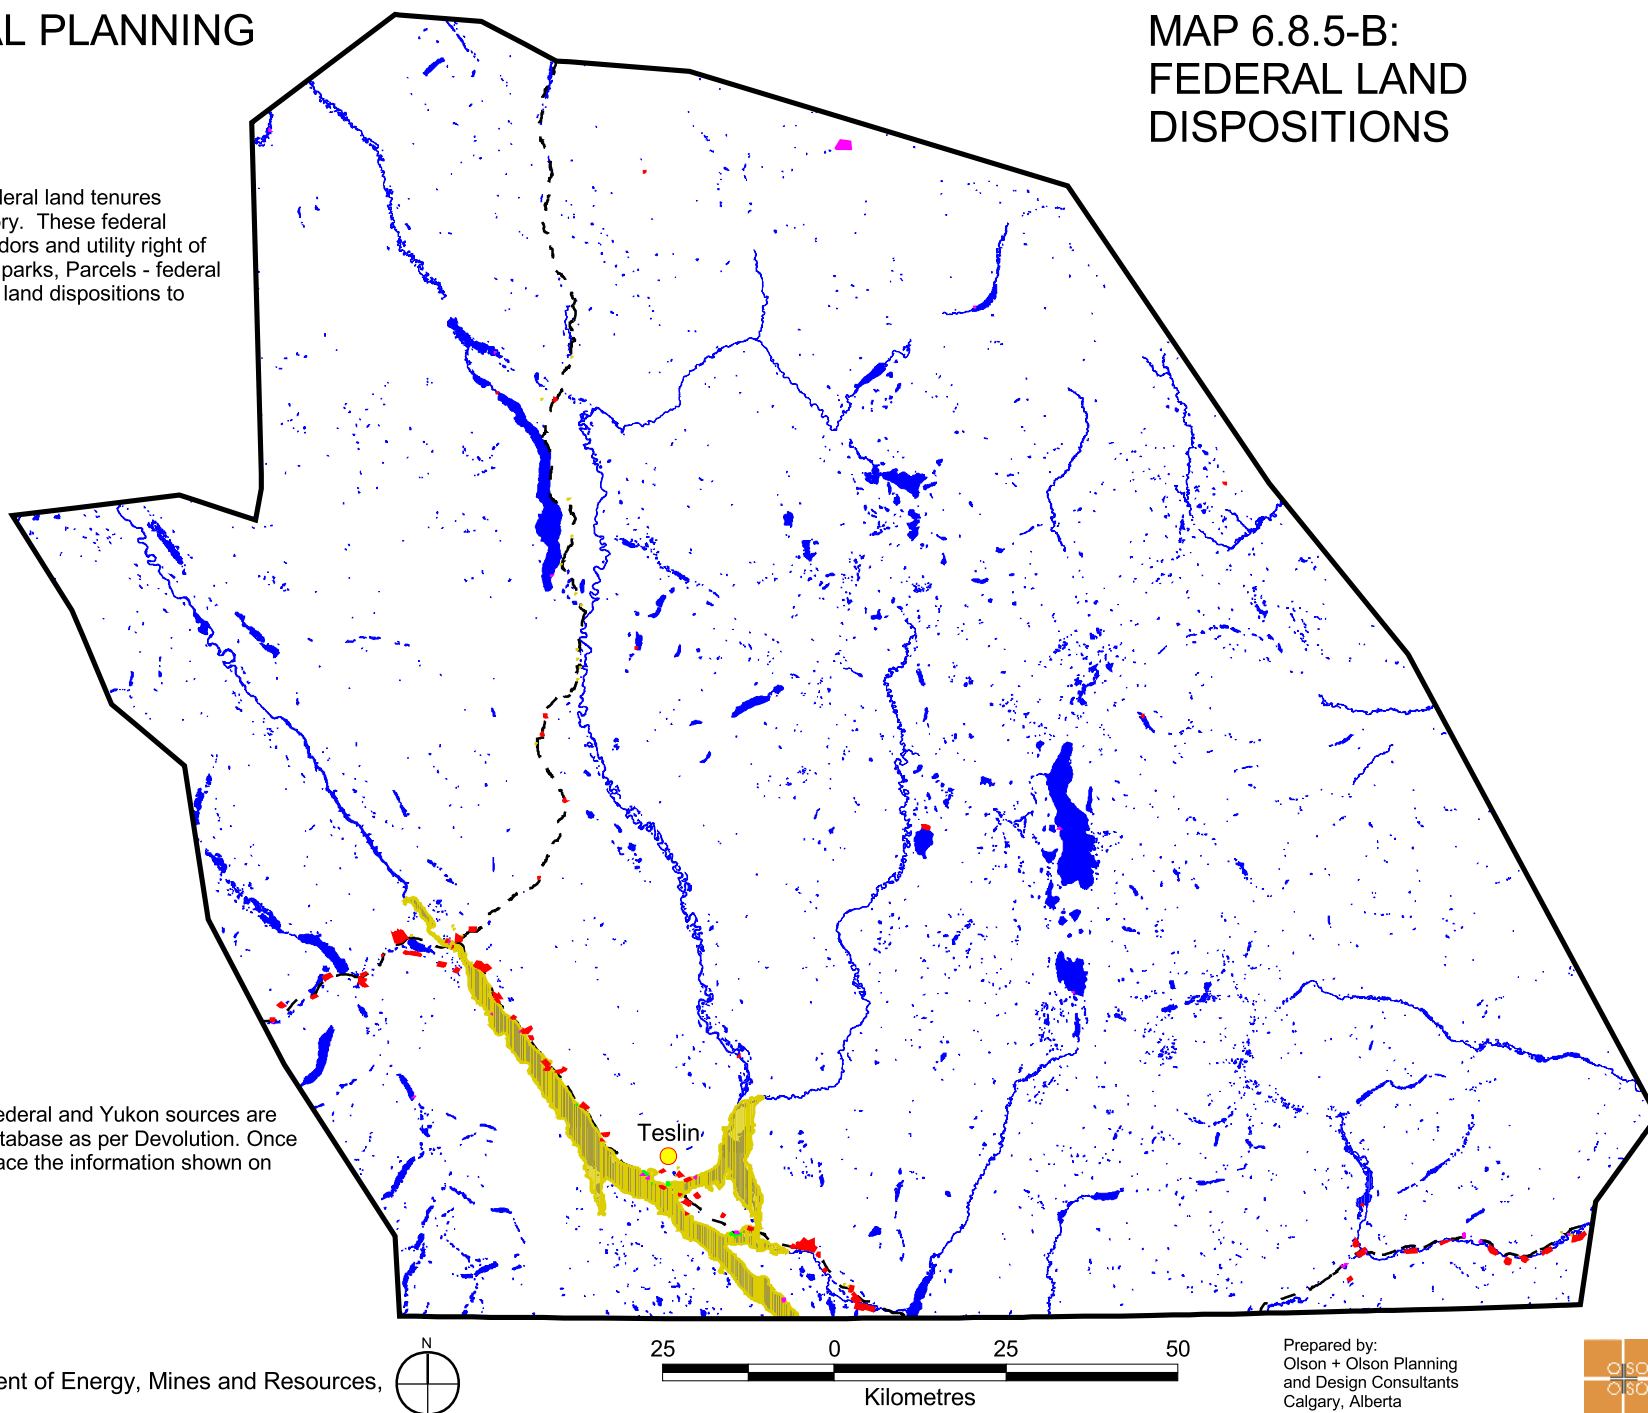 AL PLANNING
MAP 6.8.5-B:
FEDERAL LAND
DISPOSITIONS
deral land tenures
ory. These federal
dors and utility right of
parks, Parcels - federal
land dispositions to
ederal and Yukon sources are
tabase as per Devolution. Once
ace the information shown on
Teslin
ent of Energy, Mines and Resources,
N
25 0 25 50
Kilometres
Prepared by:
Olson + Olson Planning
and Design Consultants
Calgary, Alberta